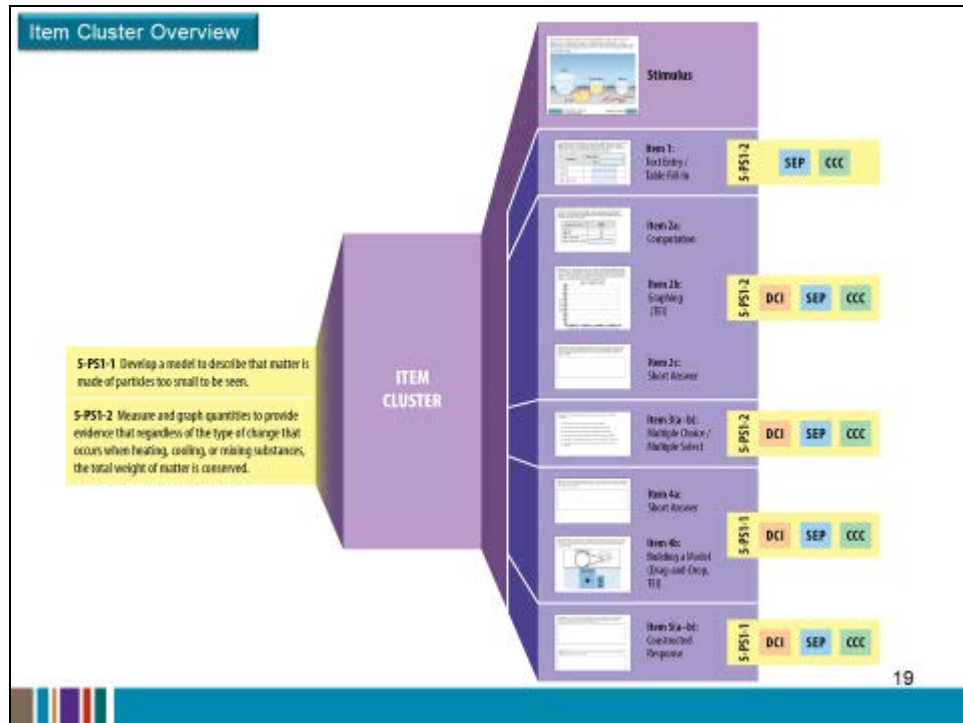 Item Cluster Overview
Stimulus
Item 1:
Text Entry /
Table Fill-In
5-PS1-2
SEP CCC
Item 2a:
Computation
Item 2b:
Graphing
(TEI)
5-PS1-2
DCI SEP CCC
Item 2c:
Short Answer
5-PS1-1 Develop a model to describe that matter is
made of particles too small to be seen.
5-PS1-2 Measure and graph quantities to provide
evidence that regardless of the type of change that
occurs when heating, cooling, or mixing substances,
the total weight of matter is conserved.
ITEM
CLUSTER
Item 3(a-b):
Multiple Choice /
Multiple Select
5-PS1-2
DCI SEP CCC
Item 4a:
Short Answer
Item 4b:
Building a Model
(Drag-and-Drop,
TEI)
5-PS1-1
DCI SEP CCC
Item 5(a-b):
Constructed
Response
5-PS1-1
DCI SEP CCC
19